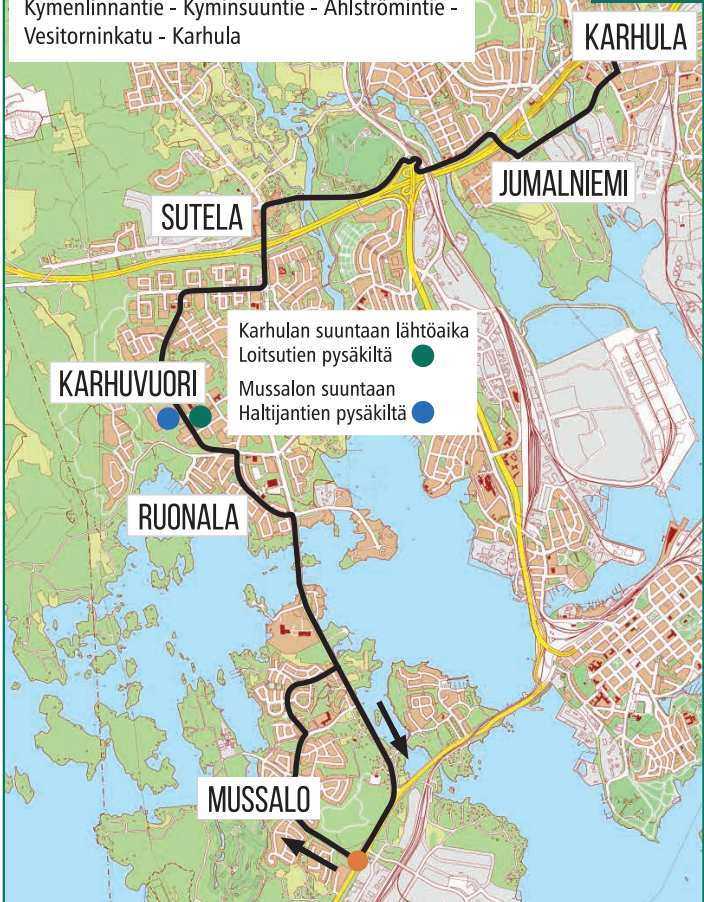 Kymenlinnantie - Kyminsuuntie - Ahlströmintie -
Vesitorninkatu - Karhula
KARHULA
JUMALNIEMI
SUTELA
Karhulan suuntaan lähtöaika
Loitsutien pysäkiltä
Mussalon suuntaan
Haltijantien pysäkiltä
KARHUVUORI
RUONALA
MUSSALO